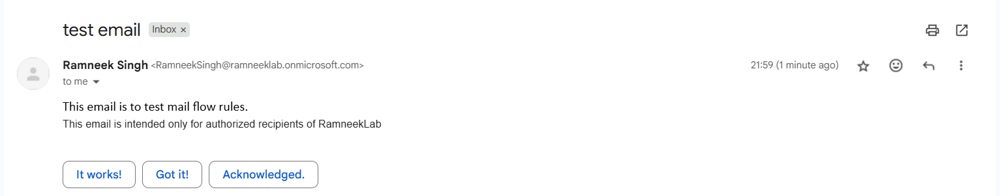 test email Inbox ×
Ramneek Singh <RamneekSingh@ramneeklab.onmicrosoft.com> 21:59 (1 minute ago)
to me
This email is to test mail flow rules.
This email is intended only for authorized recipients of RamneekLab
It works! Got it! Acknowledged.